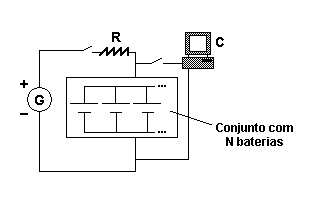 R
C
+
G
−
...
...
Conjunto com
N baterias